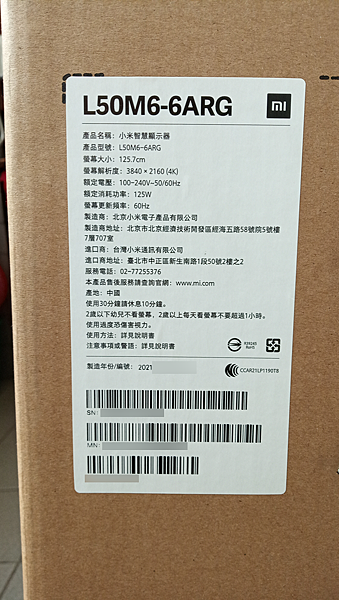 L50M6-6ARG
mi
產品名稱：小米智慧顯示器
產品型號：L50M6-6ARG
螢幕大小：125.7cm
螢幕解析度：3840 × 2160 (4K)
額定電壓：100-240V~50/60Hz
額定消耗功率：125W
螢幕更新頻率：60Hz
製造商：北京小米電子產品有限公司
製造商地址：北京市北京經濟技術開發區經海五路58號院5號樓
7層707室
進口商：台灣小米通訊有限公司
進口商地址：臺北市中正區新生南路1段50號2樓之2
服務電話：02-77255376
本產品售後服務請查詢官網：www.mi.com
產地：中國
使用30分鐘請休息10分鐘。
2歲以下幼兒不看螢幕，2歲以上每天看螢幕不要超過1小時。
使用過度恐傷害視力。
使用方法：詳見說明書
注意事項或警語：詳見說明書
RoHS
製造年份/編號：2021
CCAR21LP1190T8
SN:
MN: